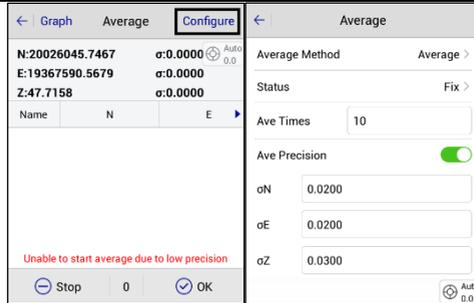 ← Graph Average Configure
N:20026045.7467 σ:0.0000 Auto
E:19367590.5679 σ:0.0000 0.0
Z:47.7158 σ:0.0000
Name N E
Unable to start average due to low precision
Stop 0 OK
← Average
Average Method Average >
Status Fix >
Ave Times 10
Ave Precision
σN 0.0200
σE 0.0200
σZ 0.0300
Aut
0.0